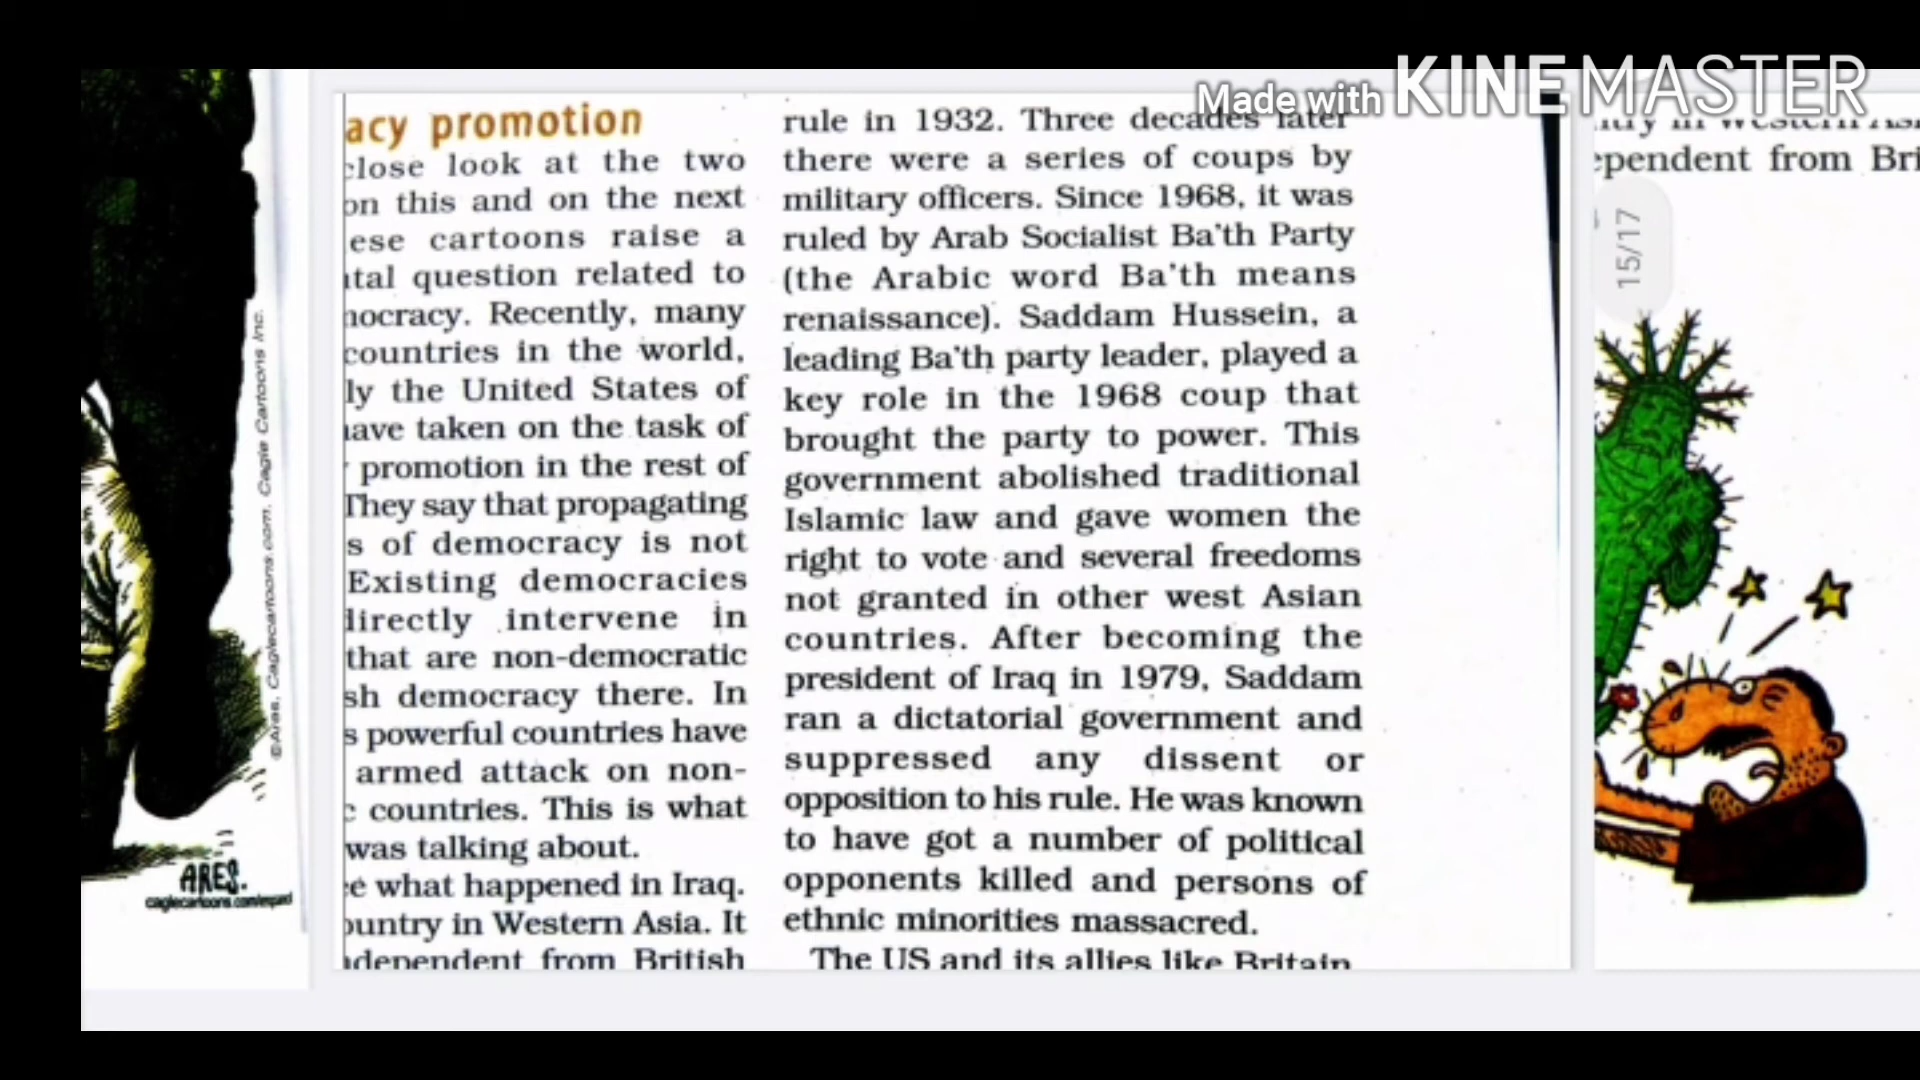 Made with KINEMASTER
acy promotion
close look at the two
on this and on the next
ese cartoons raise a
ntal question related to
nocracy. Recently, many
countries in the world,
ly the United States of
have taken on the task of
promotion in the rest of
They say that propagating
s of democracy is not
Existing democracies
directly intervene in
that are non-democratic
sh democracy there. In
s powerful countries have
armed attack on non-
c countries. This is what
was talking about.
e what happened in Iraq.
ountry in Western Asia. It
ndependent from British
rule in 1932. Three decades later
there were a series of coups by
military officers. Since 1968, it was
ruled by Arab Socialist Ba'th Party
(the Arabic word Ba'th means
renaissance). Saddam Hussein, a
leading Ba'th party leader, played a
key role in the 1968 coup that
brought the party to power. This
government abolished traditional
Islamic law and gave women the
right to vote and several freedoms
not granted in other west Asian
countries. After becoming the
president of Iraq in 1979, Saddam
ran a dictatorial government and
suppressed any dissent or
opposition to his rule. He was known
to have got a number of political
opponents killed and persons of
ethnic minorities massacred.
The US and its allies like Britain
ntry in Western
ependent from Bri
15/17
©Ares, Caglecartoons.com. Cagle Cartoons Inc.
ARES.